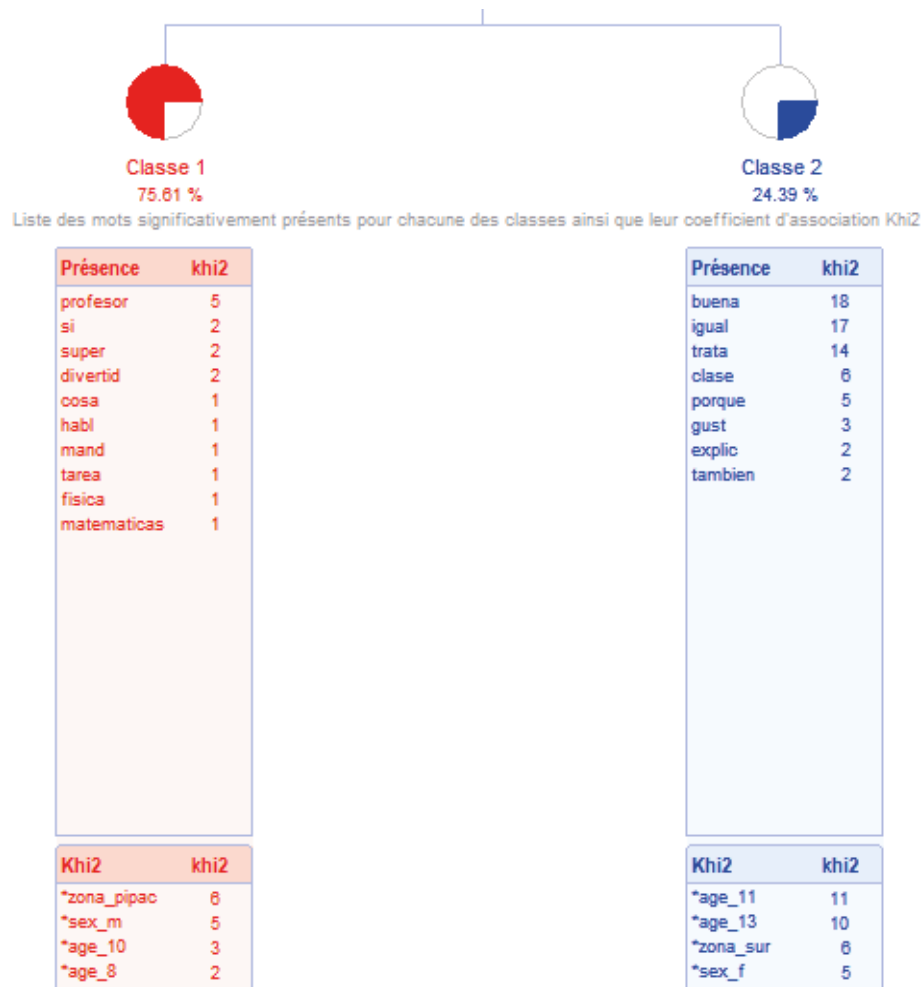 Classe 1
75.61 %
Classe 2
24.39 %
Liste des mots significativement présents pour chacune des classes ainsi que leur coefficient d'association Khi2
Présence khi2
profesor 5
si 2
super 2
divertid 2
cosa 1
habl 1
mand 1
tarea 1
fisica 1
matematicas 1
Khi2 khi2
*zona_pipac 6
*sex_m 5
*age_10 3
*age_8 2
Présence khi2
buena 18
igual 17
trata 14
clase 6
porque 5
gust 3
explic 2
tambien 2
Khi2 khi2
*age_11 11
*age_13 10
*zona_sur 6
*sex_f 5